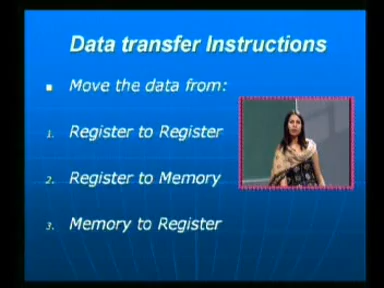 Data transfer Instructions
Move the data from:
1. Register to Register
2. Register to Memory
3. Memory to Register